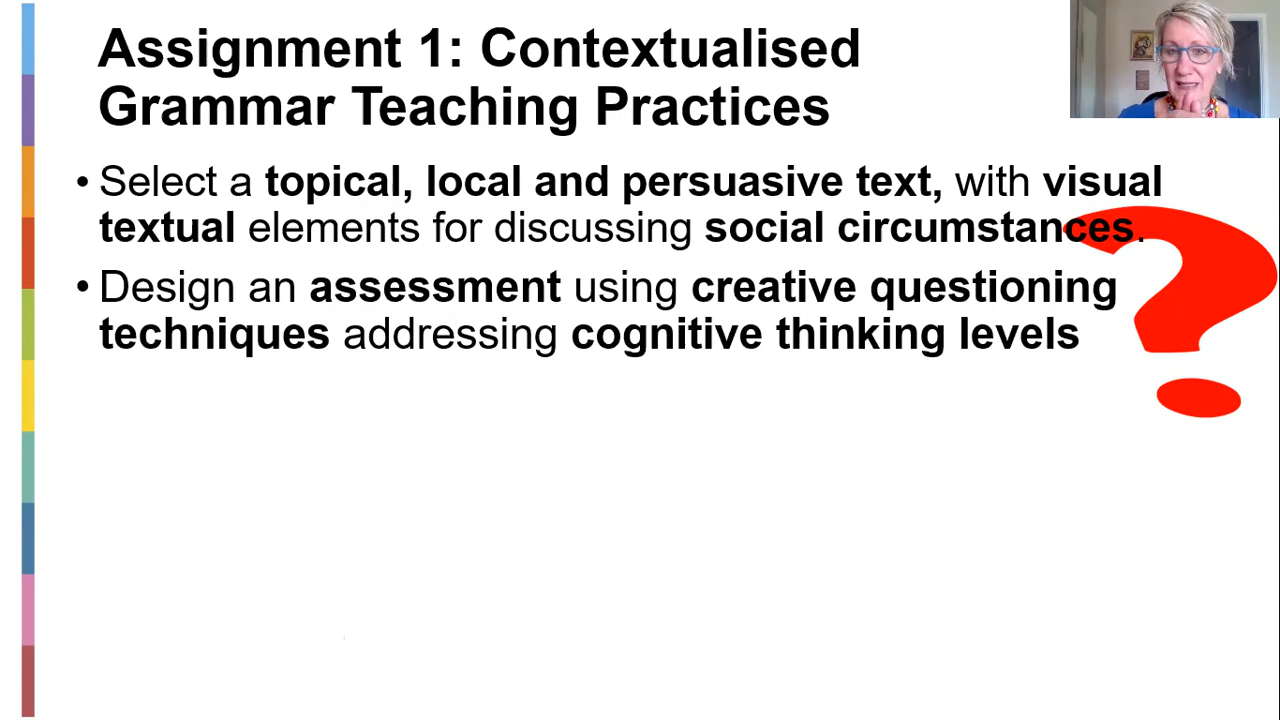 Assignment 1: Contextualised
Grammar Teaching Practices
• Select a topical, local and persuasive text, with visual
textual elements for discussing social circumstances.
• Design an assessment using creative questioning
techniques addressing cognitive thinking levels
?